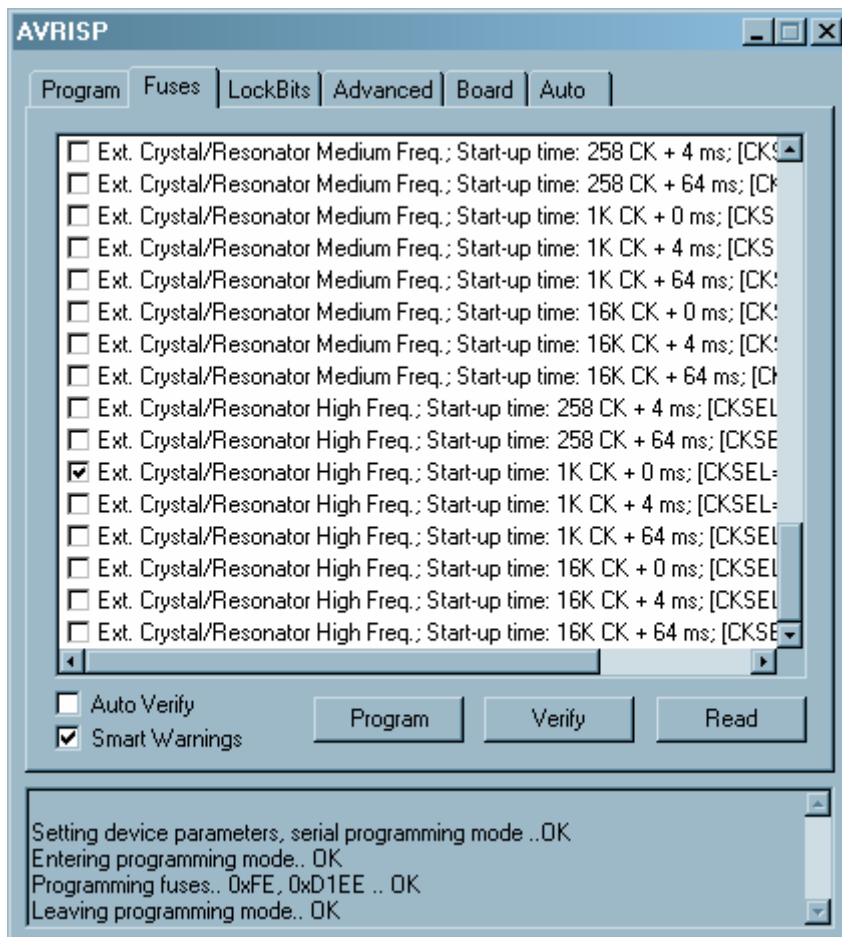 AVRISP
Program Fuses LockBits Advanced Board Auto
Ext. Crystal/Resonator Medium Freq.; Start-up time: 258 CK + 4 ms; [CKS
Ext. Crystal/Resonator Medium Freq.; Start-up time: 258 CK + 64 ms; [CK
Ext. Crystal/Resonator Medium Freq.; Start-up time: 1K CK + 0 ms; [CKS
Ext. Crystal/Resonator Medium Freq.; Start-up time: 1K CK + 4 ms; [CKS
Ext. Crystal/Resonator Medium Freq.; Start-up time: 1K CK + 64 ms; [CK
Ext. Crystal/Resonator Medium Freq.; Start-up time: 16K CK + 0 ms; [CK
Ext. Crystal/Resonator Medium Freq.; Start-up time: 16K CK + 4 ms; [CK
Ext. Crystal/Resonator Medium Freq.; Start-up time: 16K CK + 64 ms; [CK
Ext. Crystal/Resonator High Freq.; Start-up time: 258 CK + 4 ms; [CKSEL
Ext. Crystal/Resonator High Freq.; Start-up time: 258 CK + 64 ms; [CKSE
Ext. Crystal/Resonator High Freq.; Start-up time: 1K CK + 0 ms; [CKSEL=
Ext. Crystal/Resonator High Freq.; Start-up time: 1K CK + 4 ms; [CKSEL=
Ext. Crystal/Resonator High Freq.; Start-up time: 1K CK + 64 ms; [CKSEL
Ext. Crystal/Resonator High Freq.; Start-up time: 16K CK + 0 ms; [CKSEL
Ext. Crystal/Resonator High Freq.; Start-up time: 16K CK + 4 ms; [CKSEL
Ext. Crystal/Resonator High Freq.; Start-up time: 16K CK + 64 ms; [CKSE
Auto Verify
Smart Warnings
Program Verify Read
Setting device parameters, serial programming mode ..OK
Entering programming mode.. OK
Programming fuses.. 0xFE, 0xD1EE .. OK
Leaving programming mode.. OK